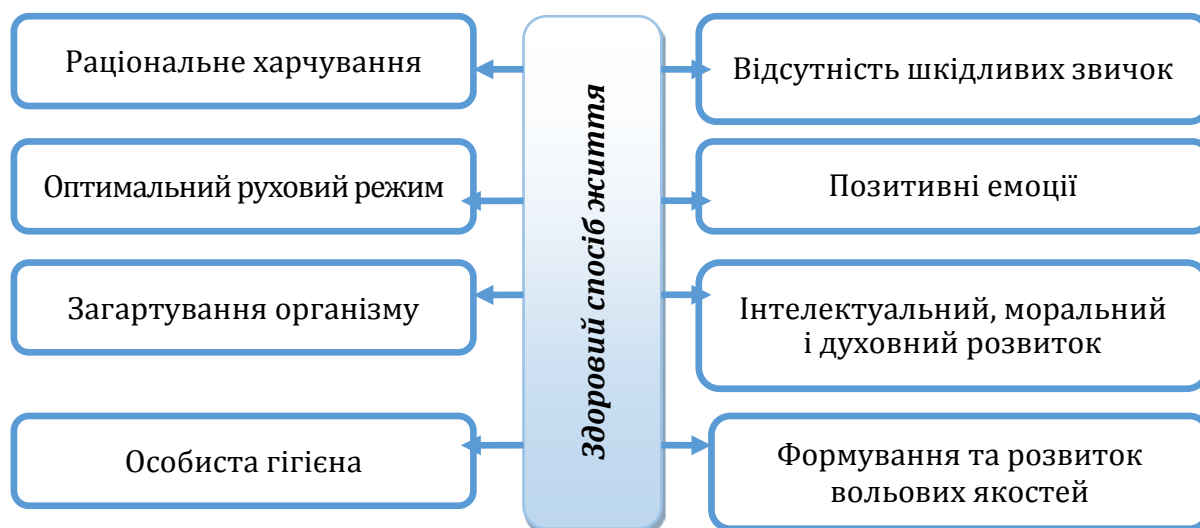 Раціональне харчування
Оптимальний руховий режим
Загартування організму
Особиста гігієна
Здоровий спосіб життя
Відсутність шкідливих звичок
Позитивні емоції
Інтелектуальний, моральний
і духовний розвиток
Формування та розвиток
вольових якостей